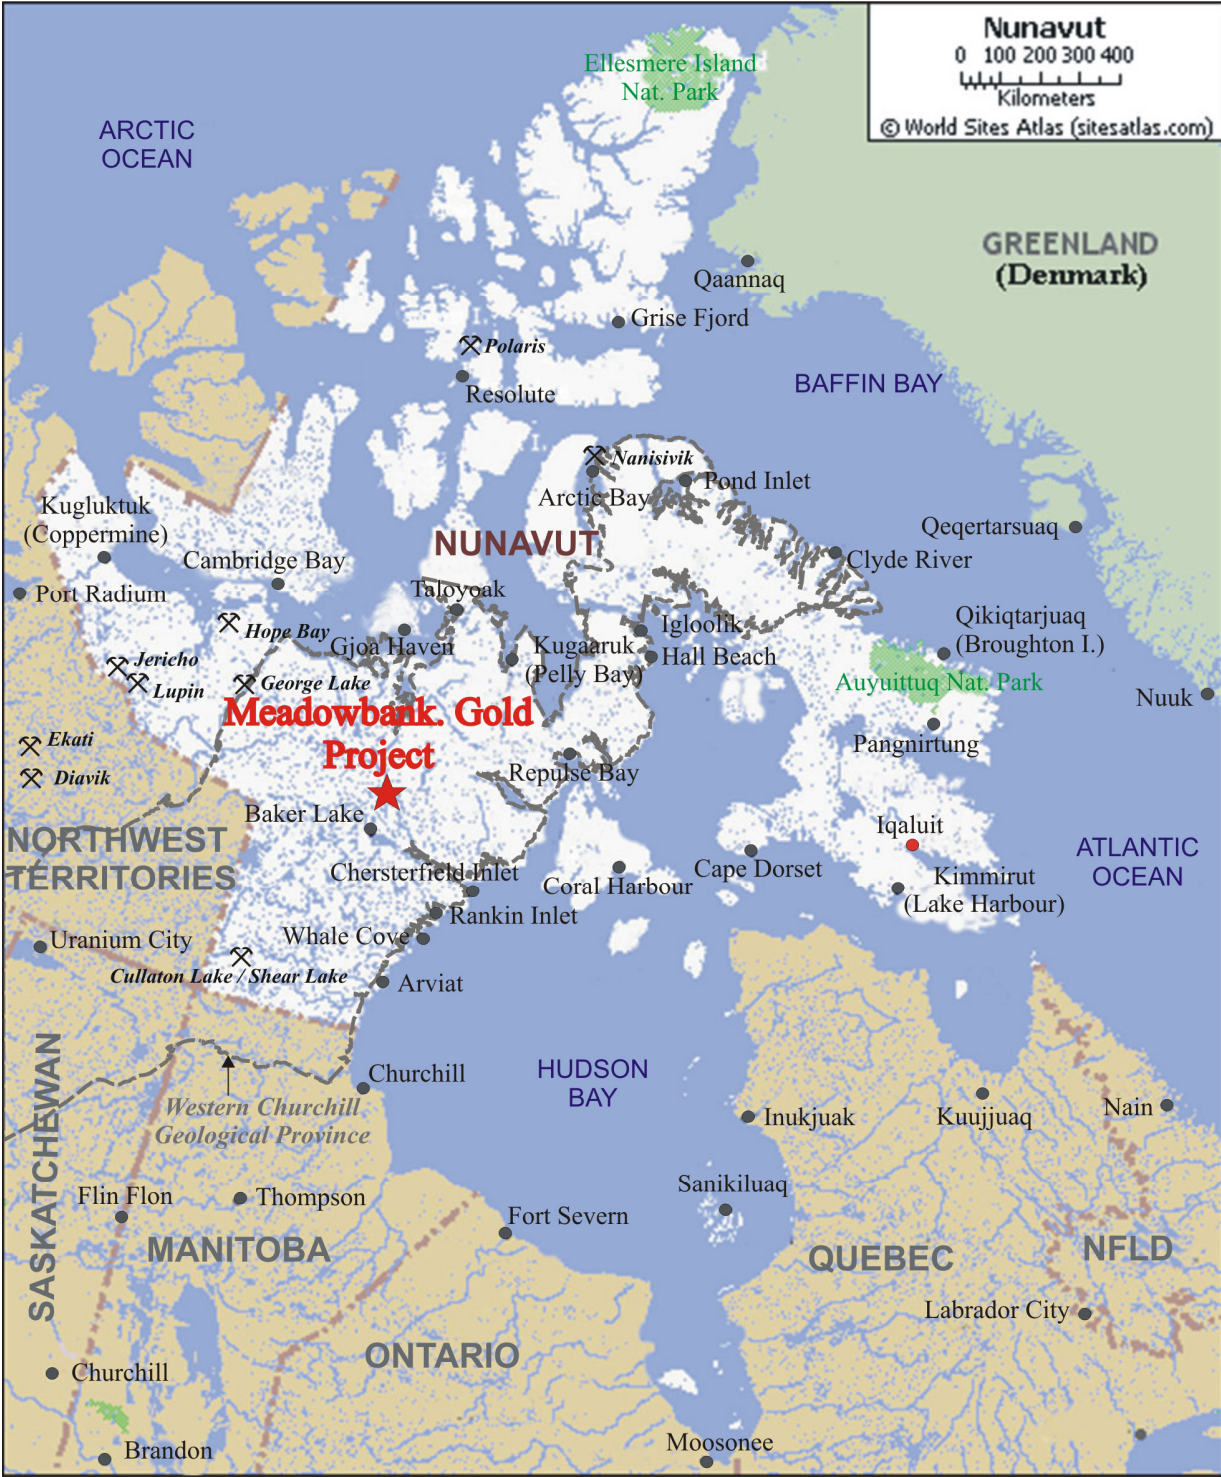 Nunavut
0 100 200 300 400
Kilometers
© World Sites Atlas (sitesatlas.com)
Ellesmere Island
Nat. Park
ARCTIC
OCEAN
GREENLAND
(Denmark)
Qaannaq
Grise Fjord
Polaris
Resolute
BAFFIN BAY
Nanisivik
Arctic Bay
Pond Inlet
Kugluktuk
(Coppermine)
Qeqertarsuaq
NUNAVUT
Cambridge Bay
Clyde River
Port Radium
Taloyoak
Hope Bay
Gjoa Haven
Igloolik
Qikiqtarjuaq
(Broughton I.)
Kugaaruk
(Pelly Bay)
Hall Beach
Jericho
Lupin
George Lake
Auyuittuq Nat. Park
Nuuk
Meadowbank. Gold
Project
Pangnirtung
Ekati
Diavik
Repulse Bay
Baker Lake
Iqaluit
NORTHWEST
TERRITORIES
ATLANTIC
OCEAN
Chersterfield Inlet
Coral Harbour
Cape Dorset
Kimmirut
(Lake Harbour)
Rankin Inlet
Whale Cove
Uranium City
Cullaton Lake / Shear Lake
Arviat
HUDSON
BAY
Churchill
Western Churchill
Geological Province
Inukjuak
Kuujjuaq
Nain
SASKATCHEWAN
Sanikiluaq
Flin Flon
Thompson
Fort Severn
MANITOBA
QUEBEC
NFLD
Labrador City
ONTARIO
Churchill
Brandon
Moosonee